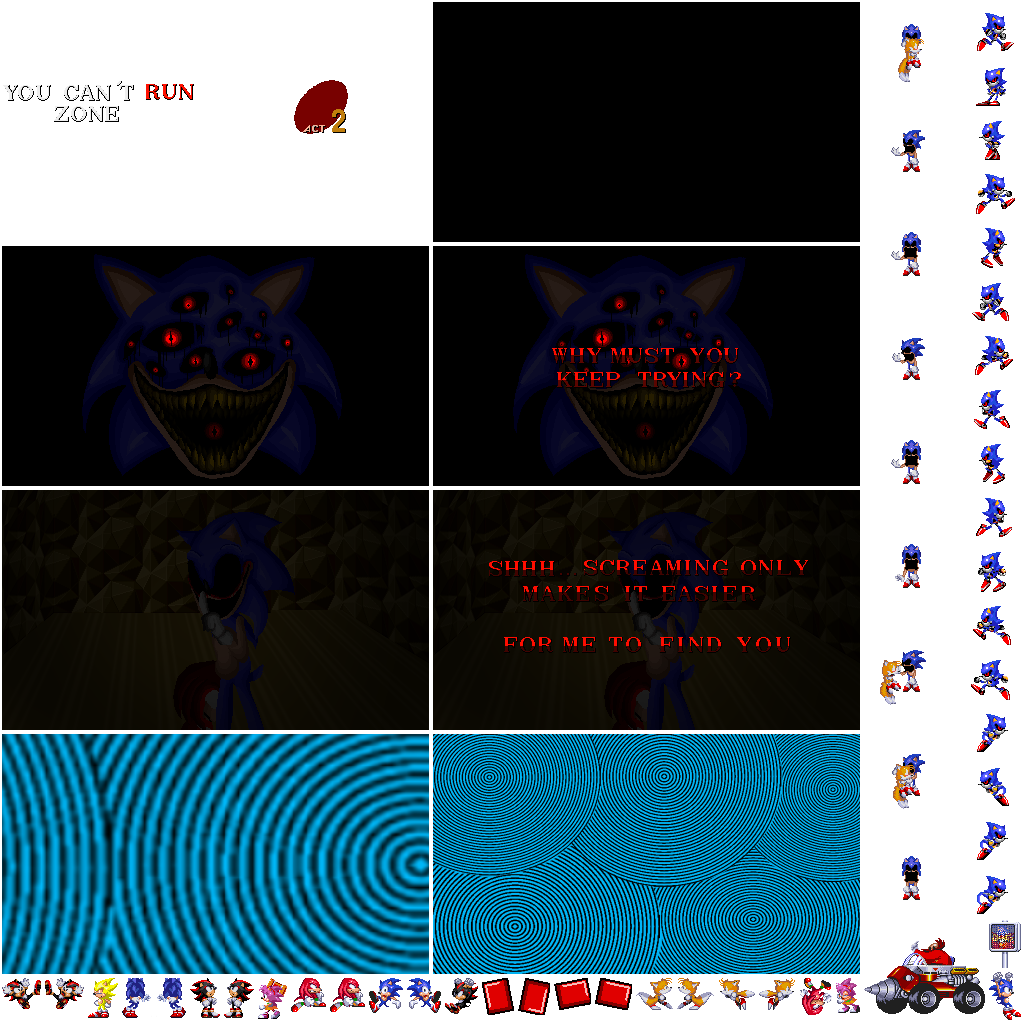 YOU CAN'T RUN
ZONE
ACT 2
WHY MUST YOU
KEEP TRYING?
SHHH...SCREAMING ONLY
MAKES IT EASIER
FOR ME TO FIND YOU